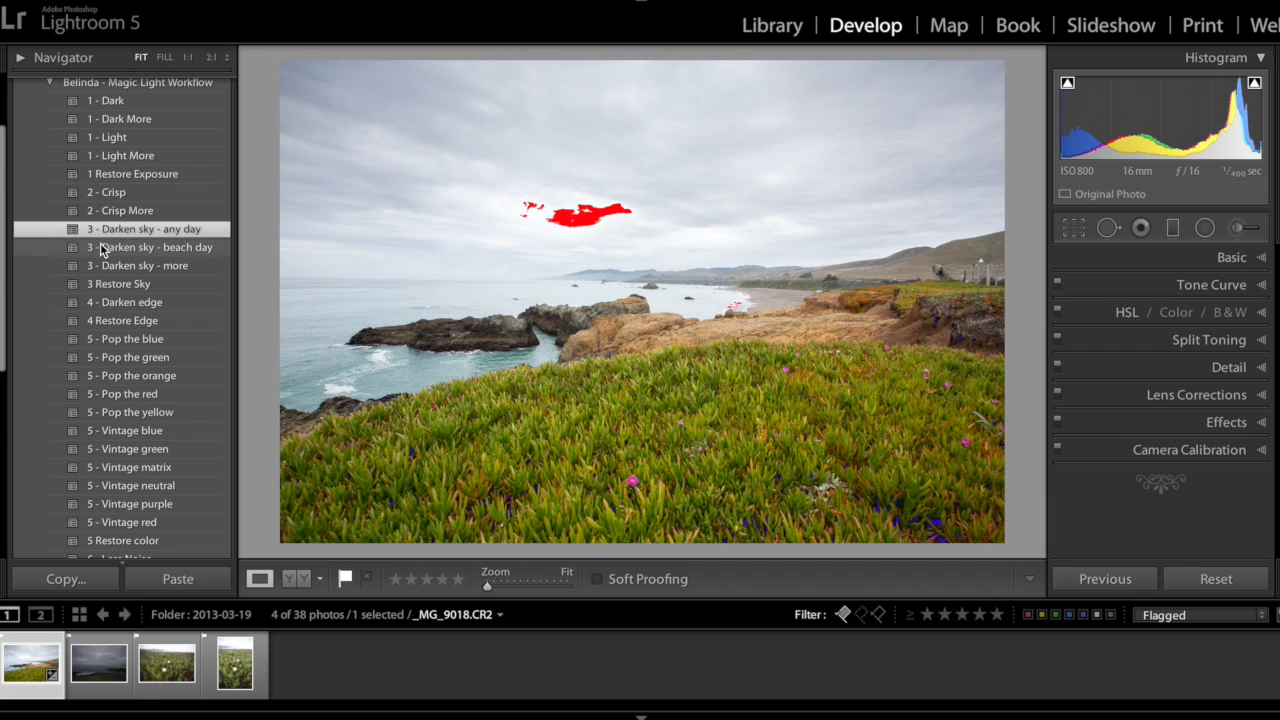 Lr Adobe Photoshop
Lightroom 5
Library | Develop | Map | Book | Slideshow | Print | We
Navigator FIT FILL 1:1 2:1
Histogram
Belinda - Magic Light Workflow
1 - Dark
1 - Dark More
1 - Light
1 - Light More
1 Restore Exposure
2 - Crisp
2 - Crisp More
3 - Darken sky - any day
3 - Darken sky - beach day
3 - Darken sky - more
3 Restore Sky
4 - Darken edge
4 Restore Edge
5 - Pop the blue
5 - Pop the green
5 - Pop the orange
5 - Pop the red
5 - Pop the yellow
5 - Vintage blue
5 - Vintage green
5 - Vintage matrix
5 - Vintage neutral
5 - Vintage purple
5 - Vintage red
5 Restore color
6 - Less Noise
Copy... Paste
ISO 800 16 mm f / 16 1/400 sec
Original Photo
Basic
Tone Curve
HSL / Color / B & W
Split Toning
Detail
Lens Corrections
Effects
Camera Calibration
YY Zoom Fit Soft Proofing
Previous Reset
1 2 Folder : 2013-03-19 4 of 38 photos / 1 selected / _MG_9018.CR2 Filter : ≥ Flagged